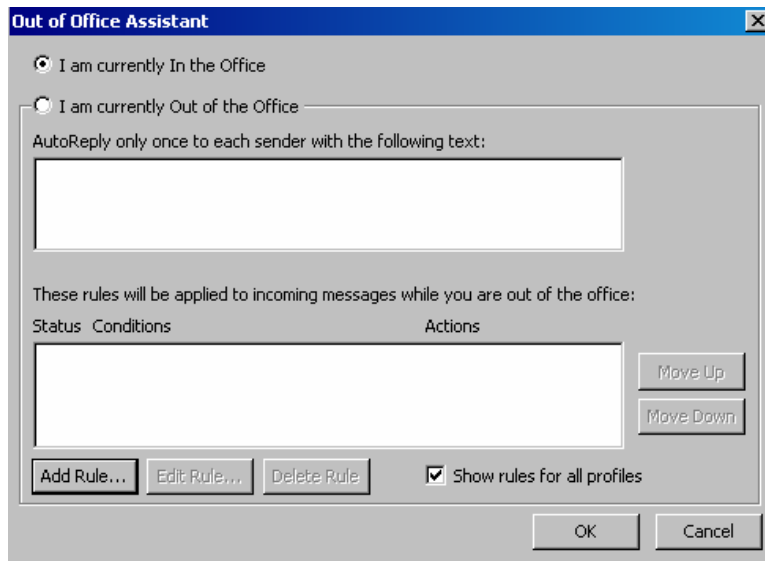 Out of Office Assistant
I am currently In the Office
I am currently Out of the Office
AutoReply only once to each sender with the following text:
These rules will be applied to incoming messages while you are out of the office:
Status Conditions Actions
Move Up
Move Down
Add Rule... Edit Rule... Delete Rule Show rules for all profiles
OK Cancel